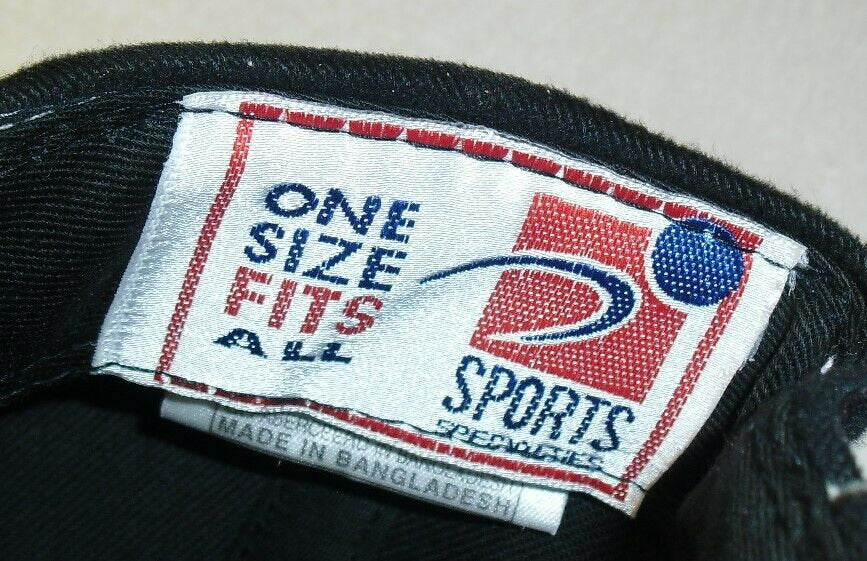 ONE
SIZE
FITS
ALL
SPORTS
SPECIALTIES
MADE IN BANGLADESH